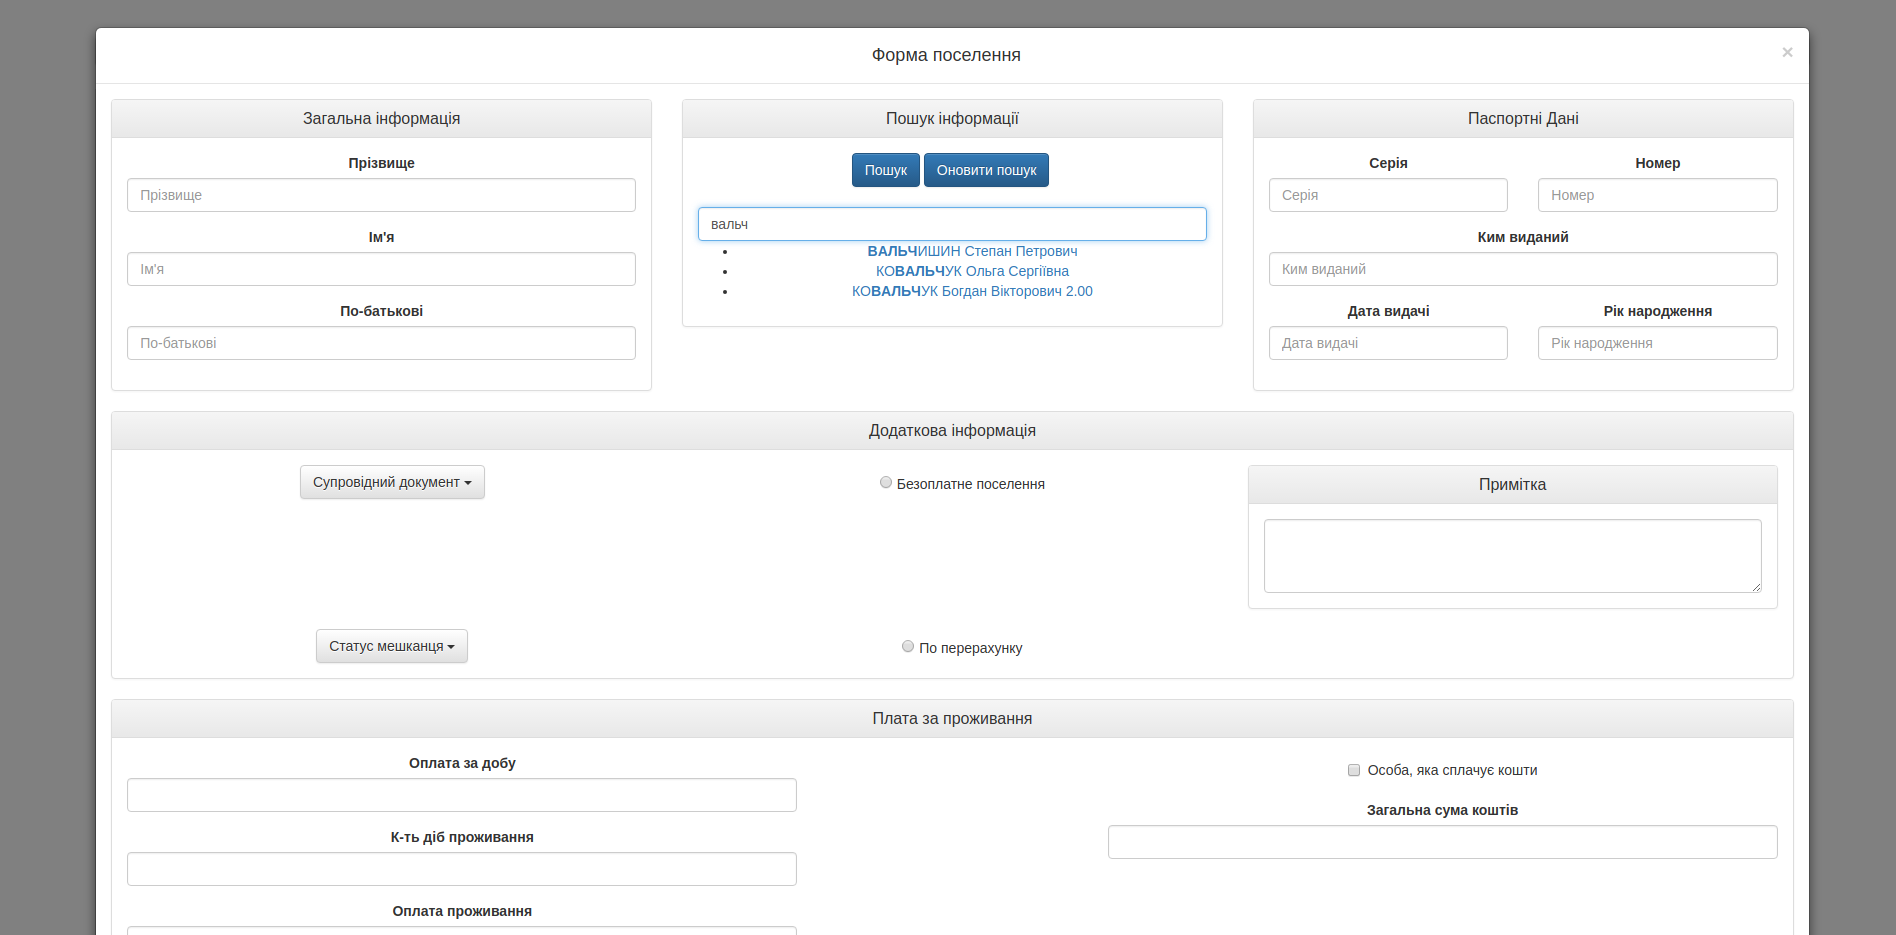 Форма поселення
×
Загальна інформація
Прізвище
Прізвище
Ім'я
Ім'я
По-батькові
По-батькові
Пошук інформації
Пошук Оновити пошук
вальч
ВАЛЬЧИШИН Степан Петрович
КОВАЛЬЧУК Ольга Сергіївна
КОВАЛЬЧУК Богдан Вікторович 2.00
Паспортні Дані
Серія Номер
Серія Номер
Ким виданий
Ким виданий
Дата видачі Рік народження
Дата видачі Рік народження
Додаткова інформація
Супровідний документ
Безоплатне поселення
Примітка
Статус мешканця
По перерахунку
Плата за проживання
Оплата за добу
К-ть діб проживання
Оплата проживання
Особа, яка сплачує кошти
Загальна сума коштів